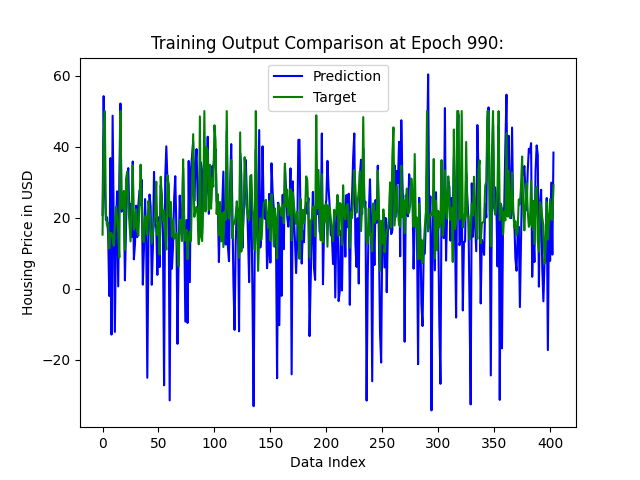 Training Output Comparison at Epoch 990:
Prediction
Target
60
40
20
0
−20
Housing Price in USD
0 50 100 150 200 250 300 350 400
Data Index